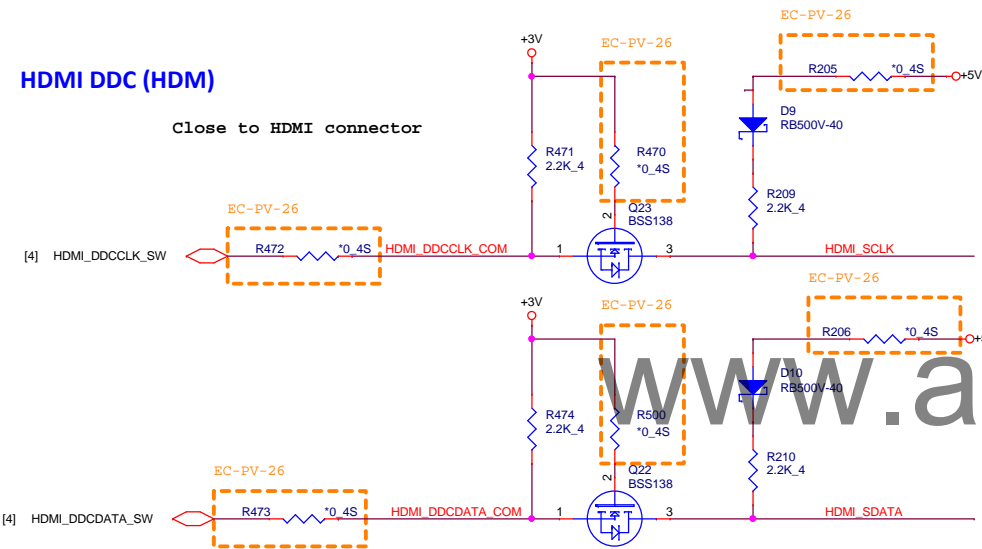 EC-PV-26
+3V
EC-PV-26
HDMI DDC (HDM)
R205
*0_4S
+5V
D9
RB500V-40
1
Close to HDMI connector
R471
2.2K_4
R470
*0_4S
R209
2.2K_4
EC-PV-26
2
Q23
BSS138
[4]
HDMI_DDCCLK_SW
R472
*0_4S
HDMI_DDCCLK_COM
1
3
HDMI_SCLK
EC-PV-26
+3V
EC-PV-26
R206
*0_4S
D10
RB500V-40
www.a
R474
2.2K_4
R500
*0_4S
R210
2.2K_4
EC-PV-26
2
Q22
BSS138
[4]
HDMI_DDCDATA_SW
R473
*0_4S
HDMI_DDCDATA_COM
1
3
HDMI_SDATA